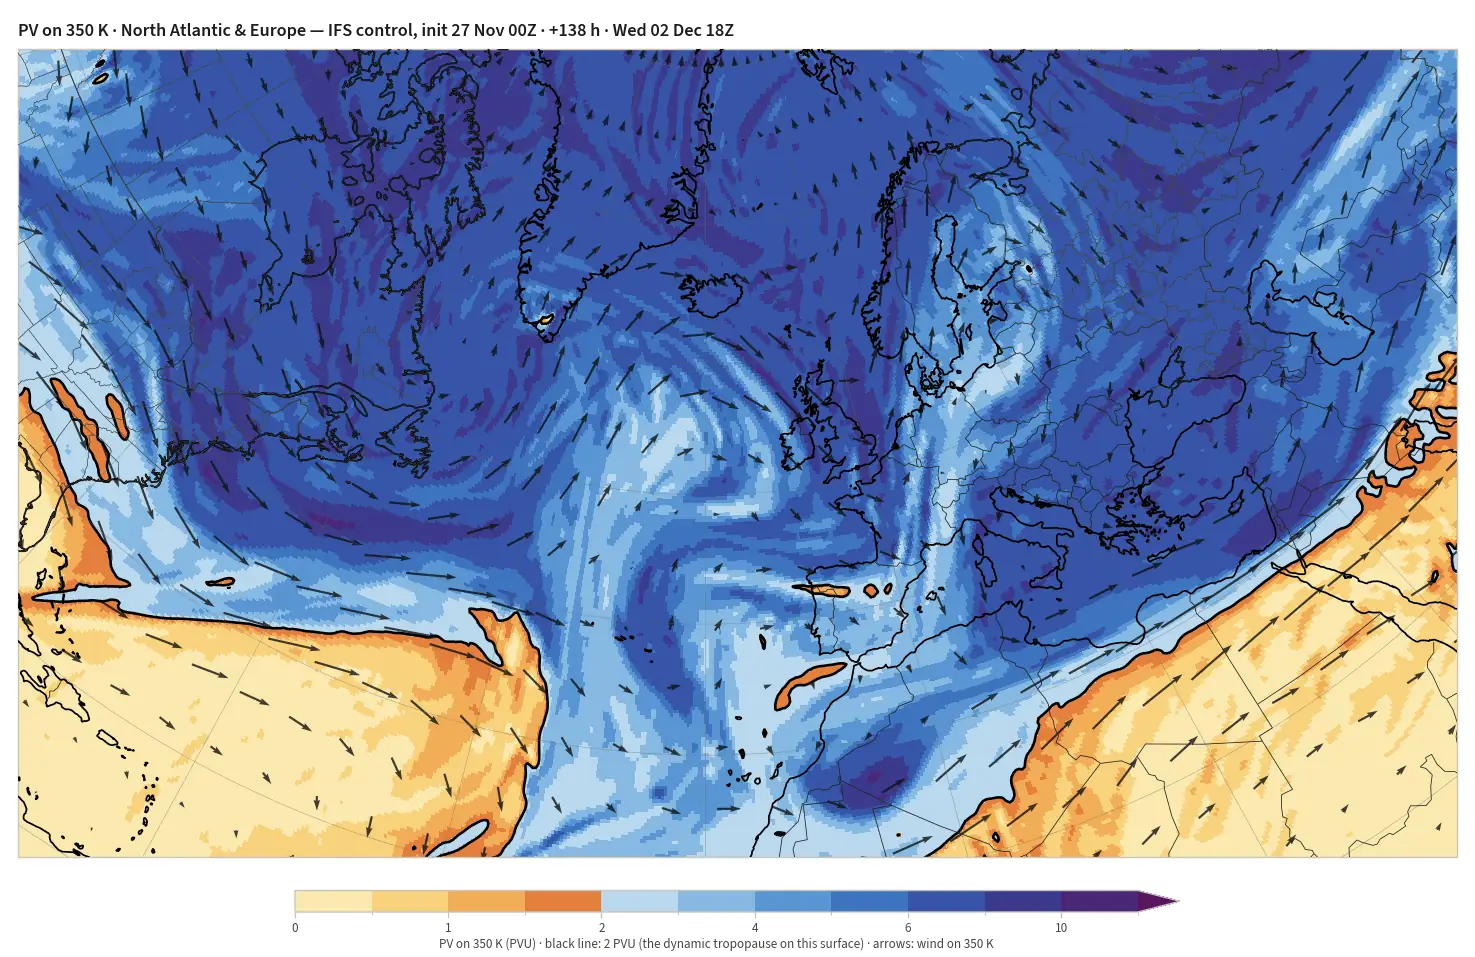 PV on 350 K · North Atlantic & Europe — IFS control, init 27 Nov 00Z · +138 h · Wed 02 Dec 18Z
0 1 2 4 6 10
PV on 350 K (PVU) · black line: 2 PVU (the dynamic tropopause on this surface) · arrows: wind on 350 K